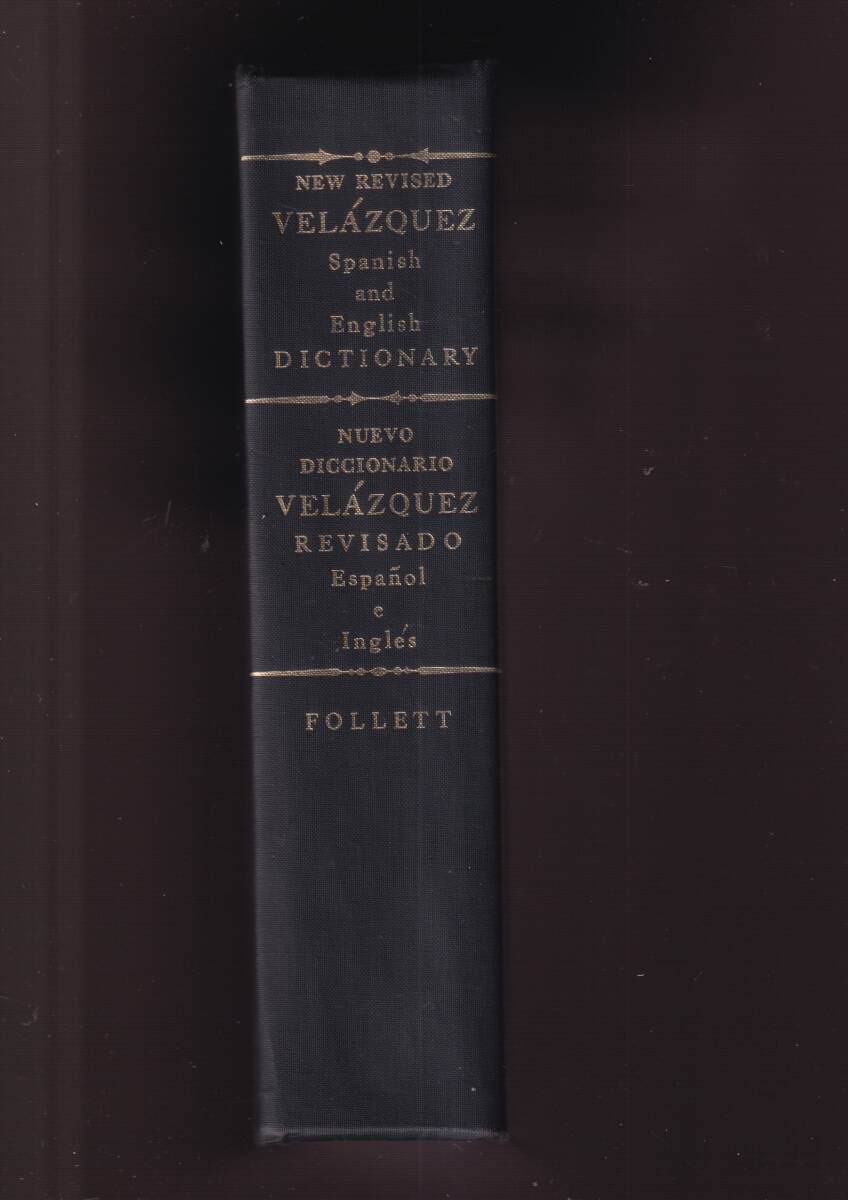 NEW REVISED
VELÁZQUEZ
Spanish
and
English
DICTIONARY
NUEVO
DICCIONARIO
VELÁZQUEZ
REVISADO
Español
e
Inglés
FOLLETT